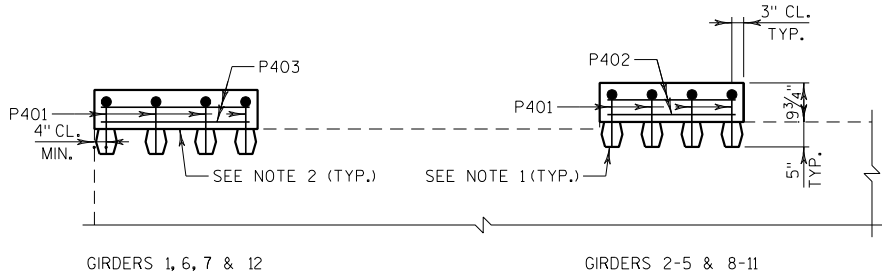 3" CL.
TYP.
P403
P402
P401
P401
9 3/4"
4" CL.
MIN.
SEE NOTE 2 (TYP.)
SEE NOTE 1 (TYP.)
5"
TYP.
GIRDERS 1, 6, 7 & 12
GIRDERS 2-5 & 8-11